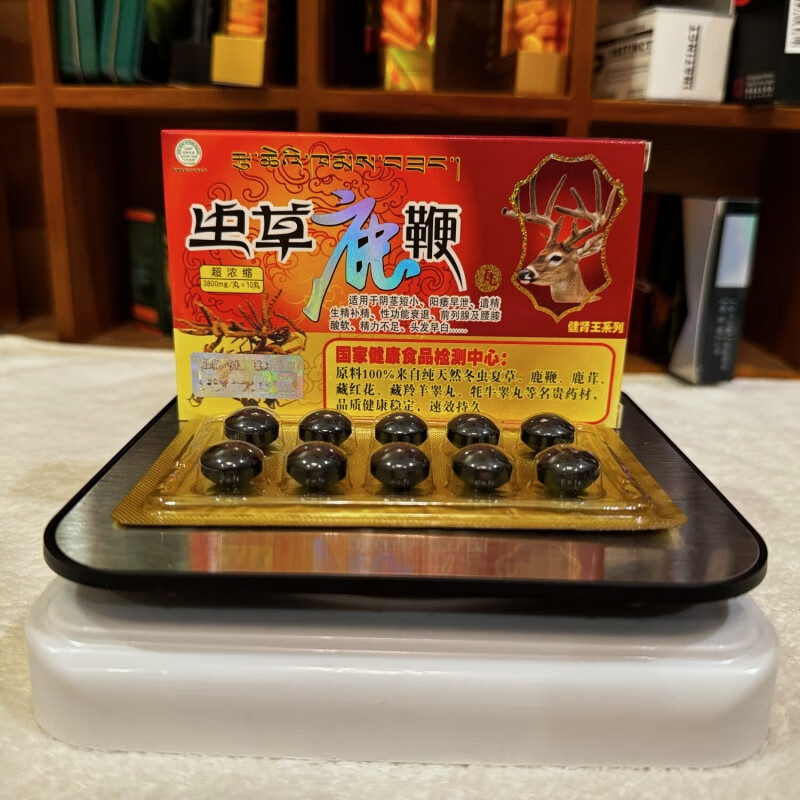 རྩྭ་ཆེའི་ཁམས་དཔང་།
虫草鹿鞭
超浓缩
3800mg/丸×10丸
适用于阴茎短小、阳痿早泄、遗精
生精补精、性功能衰退、前列腺及腰膝
酸软、精力不足、头发早白......
健肾王系列
国家健康食品检测中心：
原料100%来自纯天然冬虫夏草、鹿鞭、鹿茸、
藏红花、藏羚羊睾丸、牦牛睾丸等名贵药材，
品质健康稳定，速效持久
INSTINCT